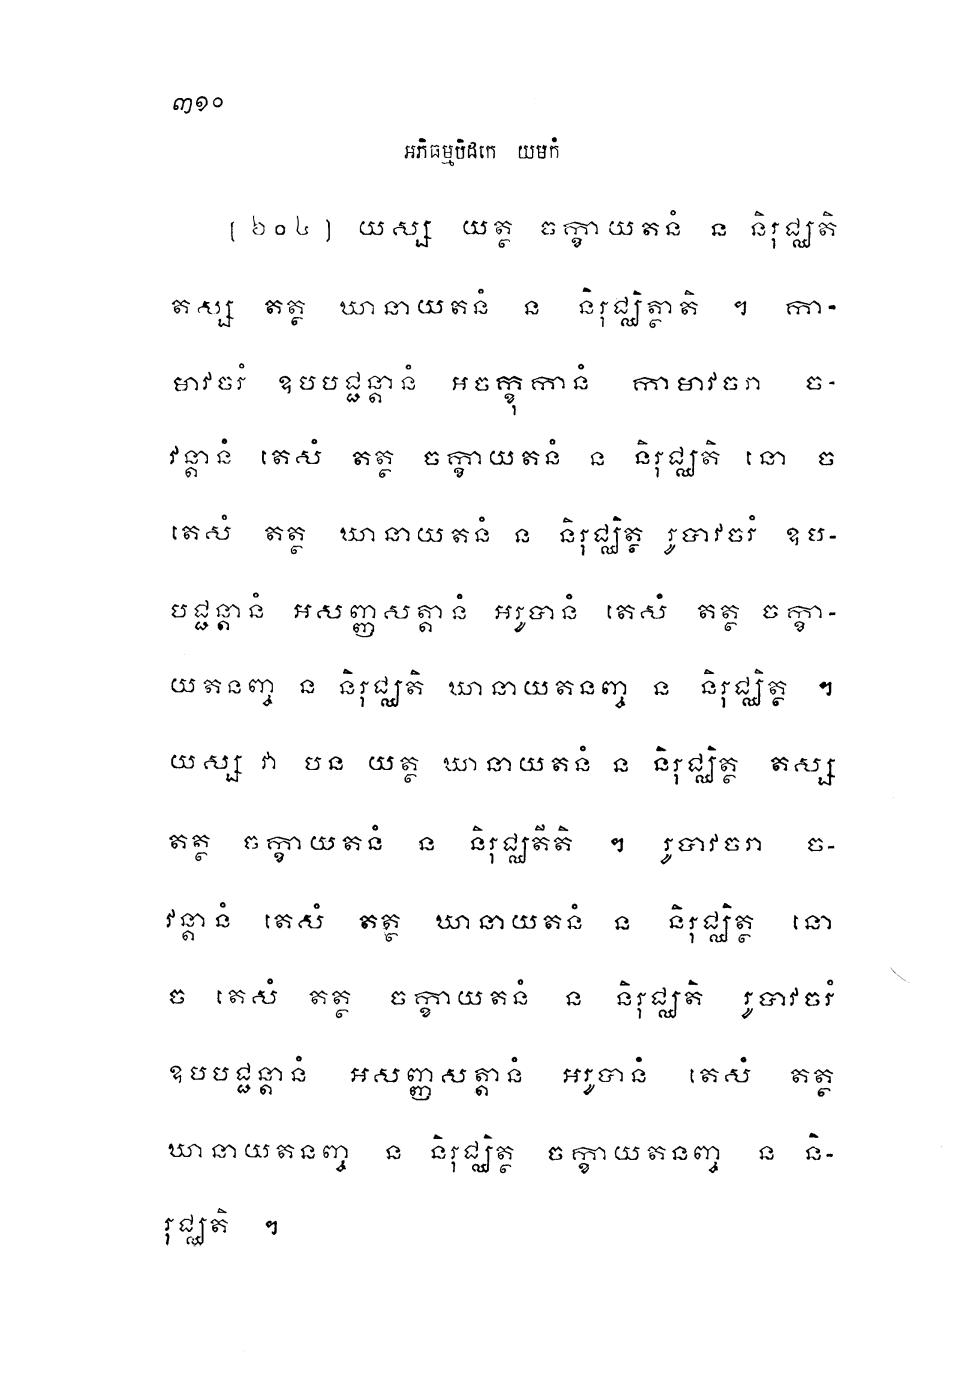 ៣១០
អភិធម្មបិដកេ យមកំ
[៦០៤] យស្ស យត្ថ ចក្ខាយតនំ ន និរុជ្ឈតិ
តស្ស តត្ថ ឃានាយតនំ ន និរុជ្ឈិត្ថាតិ ។ កា-
មាវចរំ ឧបបជ្ជន្តានំ អចក្ខុកានំ កាមាវចរា ច-
វន្តានំ តេសំ តត្ថ ចក្ខាយតនំ ន និរុជ្ឈតិ នោ ច
តេសំ តត្ថ ឃានាយតនំ ន និរុជ្ឈិត្ថ រូបាវចរំ ឧប-
បជ្ជន្តានំ អសញ្ញសត្តានំ អរូបានំ តេសំ តត្ថ ចក្ខា-
យតនញ្ច ន និរុជ្ឈតិ ឃានាយតនញ្ច ន និរុជ្ឈិត្ថ ។
យស្ស វា បន យត្ថ ឃានាយតនំ ន និរុជ្ឈិត្ថ តស្ស
តត្ថ ចក្ខាយតនំ ន និរុជ្ឈតីតិ ។ រូបាវចរា ច-
វន្តានំ តេសំ តត្ថ ឃានាយតនំ ន និរុជ្ឈិត្ថ នោ
ច តេសំ តត្ថ ចក្ខាយតនំ ន និរុជ្ឈតិ រូបាវចរំ
ឧបបជ្ជន្តានំ អសញ្ញសត្តានំ អរូបានំ តេសំ តត្ថ
ឃានាយតនញ្ច ន និរុជ្ឈិត្ថ ចក្ខាយតនញ្ច ន និ-
រុជ្ឈតិ ។